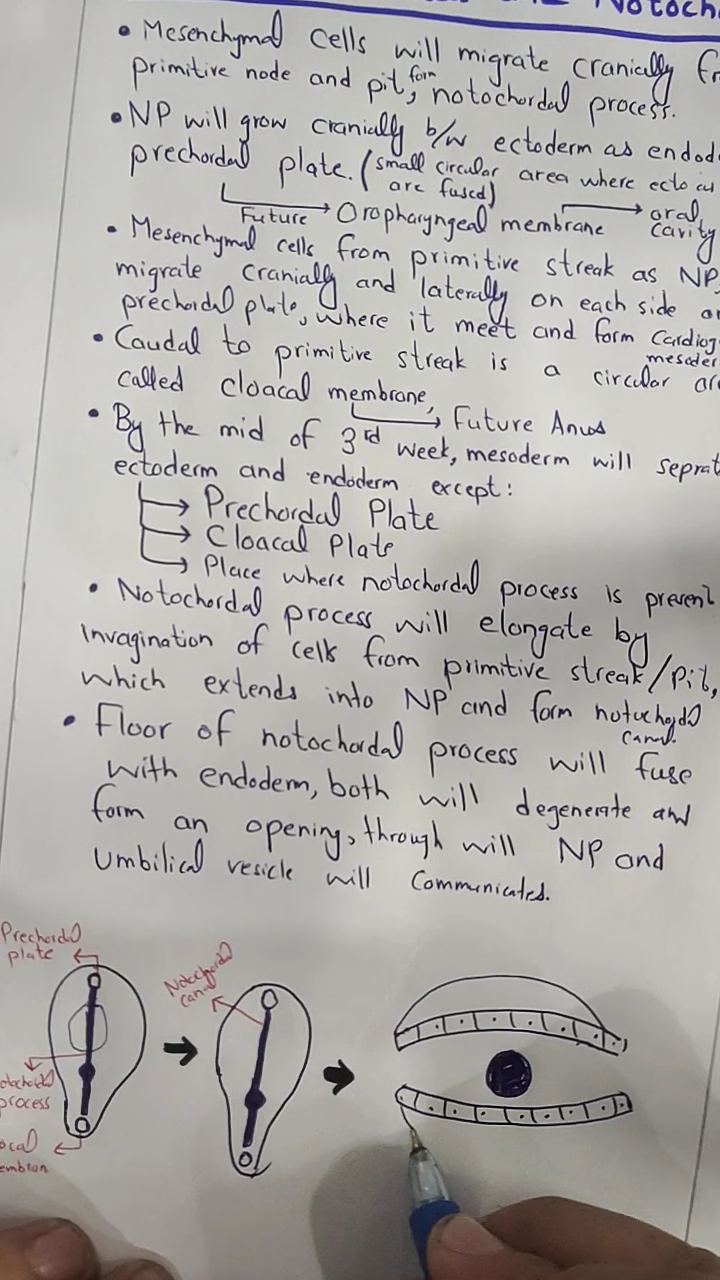 Notoch
• Mesenchymal cells will migrate cranially fr
primitive node and pit, form notochordal process.
• NP will grow cranially b/w ectoderm as endod
prechordal plate. (small circular area where ecto a
are fused)
Future → Oropharyngeal membrane → oral cavity
• Mesenchymal cells from primitive streak as NP,
migrate cranially and laterally on each side a
prechordal plate, where it meet and form Cardiog
mesoder
• Caudal to primitive streak is a circular ar
called cloacal membrane,
→ Future Anus
• By the mid of 3rd week, mesoderm will seprat
ectoderm and endoderm except:
→ Prechordal Plate
→ Cloacal Plate
→ Place where notochordal process is present
• Notochordal process will elongate by
invagination of cells from primitive streak/pit,
which extends into NP and form notochordal
canal.
• Floor of notochordal process will fuse
with endoderm, both will degenerate and
form an opening, through will NP and
Umbilical vesicle will communicated.
Prechordal
plate
Notochordal
canal
otochordal
process
ocal
embran